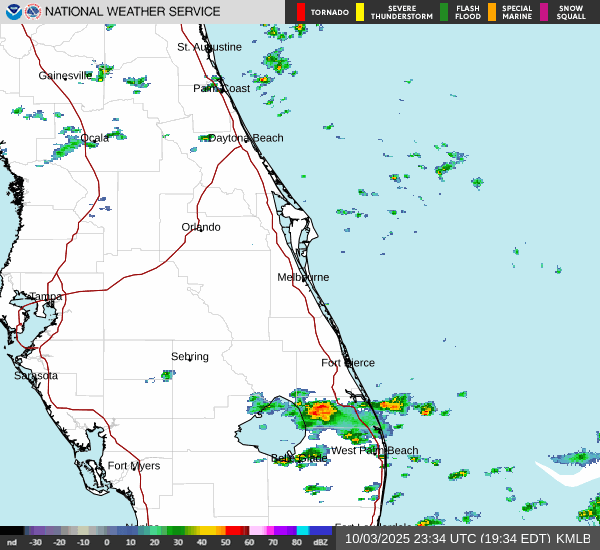 NATIONAL WEATHER SERVICE
TORNADO
SEVERE THUNDERSTORM
FLASH FLOOD
SPECIAL MARINE
SNOW SQUALL
St. Augustine
Gainesville
Palm Coast
Ocala
Daytona Beach
Orlando
Melbourne
Tampa
Sebring
Fort Pierce
Sarasota
West Palm Beach
Belle Glade
Fort Myers
nd -30 -20 -10 0 10 20 30 40 50 60 70 80 dBZ
10/03/2025 23:34 UTC (19:34 EDT) KMLB